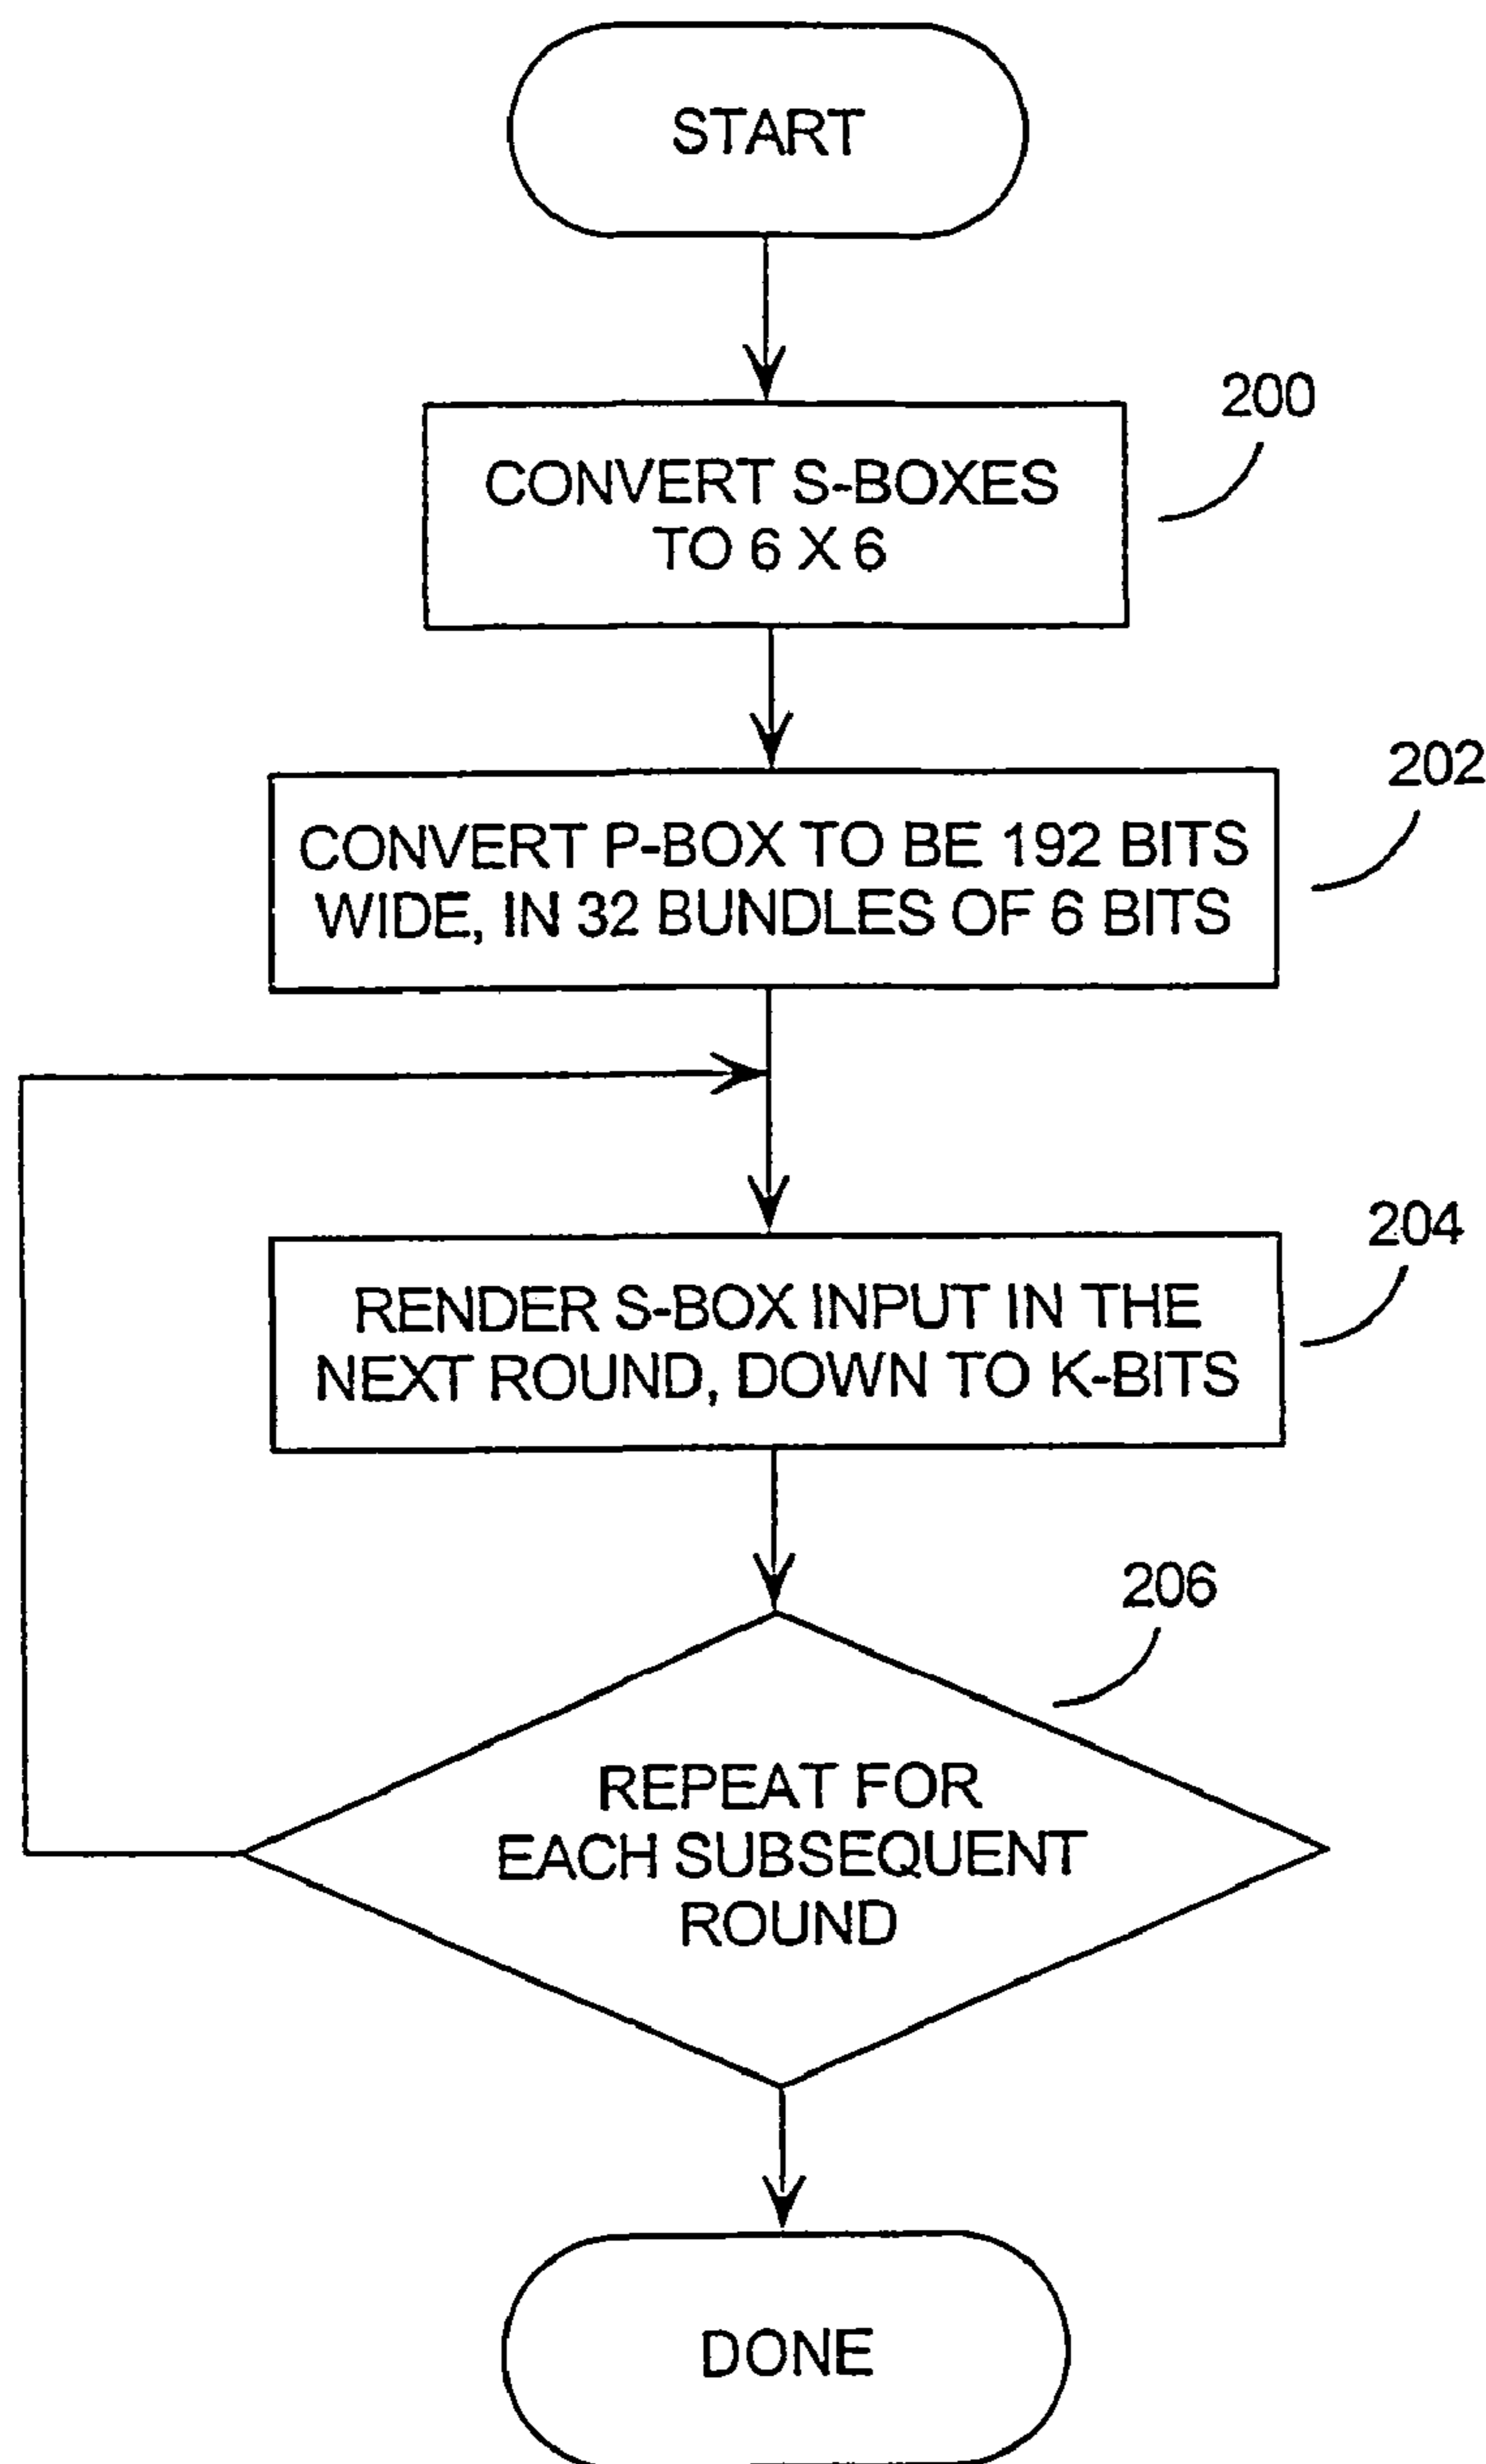 START
200
CONVERT S-BOXES
TO 6 X 6
202
CONVERT P-BOX TO BE 192 BITS
WIDE, IN 32 BUNDLES OF 6 BITS
204
RENDER S-BOX INPUT IN THE
NEXT ROUND, DOWN TO K-BITS
206
REPEAT FOR
EACH SUBSEQUENT
ROUND
DONE